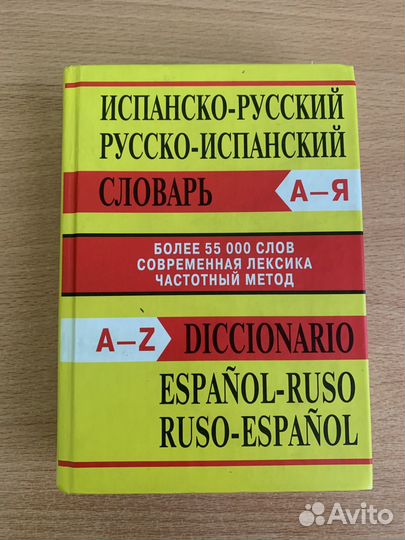 ИСПАНСКО-РУССКИЙ
РУССКО-ИСПАНСКИЙ
СЛОВАРЬ А–Я
БОЛЕЕ 55 000 СЛОВ
СОВРЕМЕННАЯ ЛЕКСИКА
ЧАСТОТНЫЙ МЕТОД
A–Z DICCIONARIO
ESPAÑOL-RUSO
RUSO-ESPAÑOL
Avito